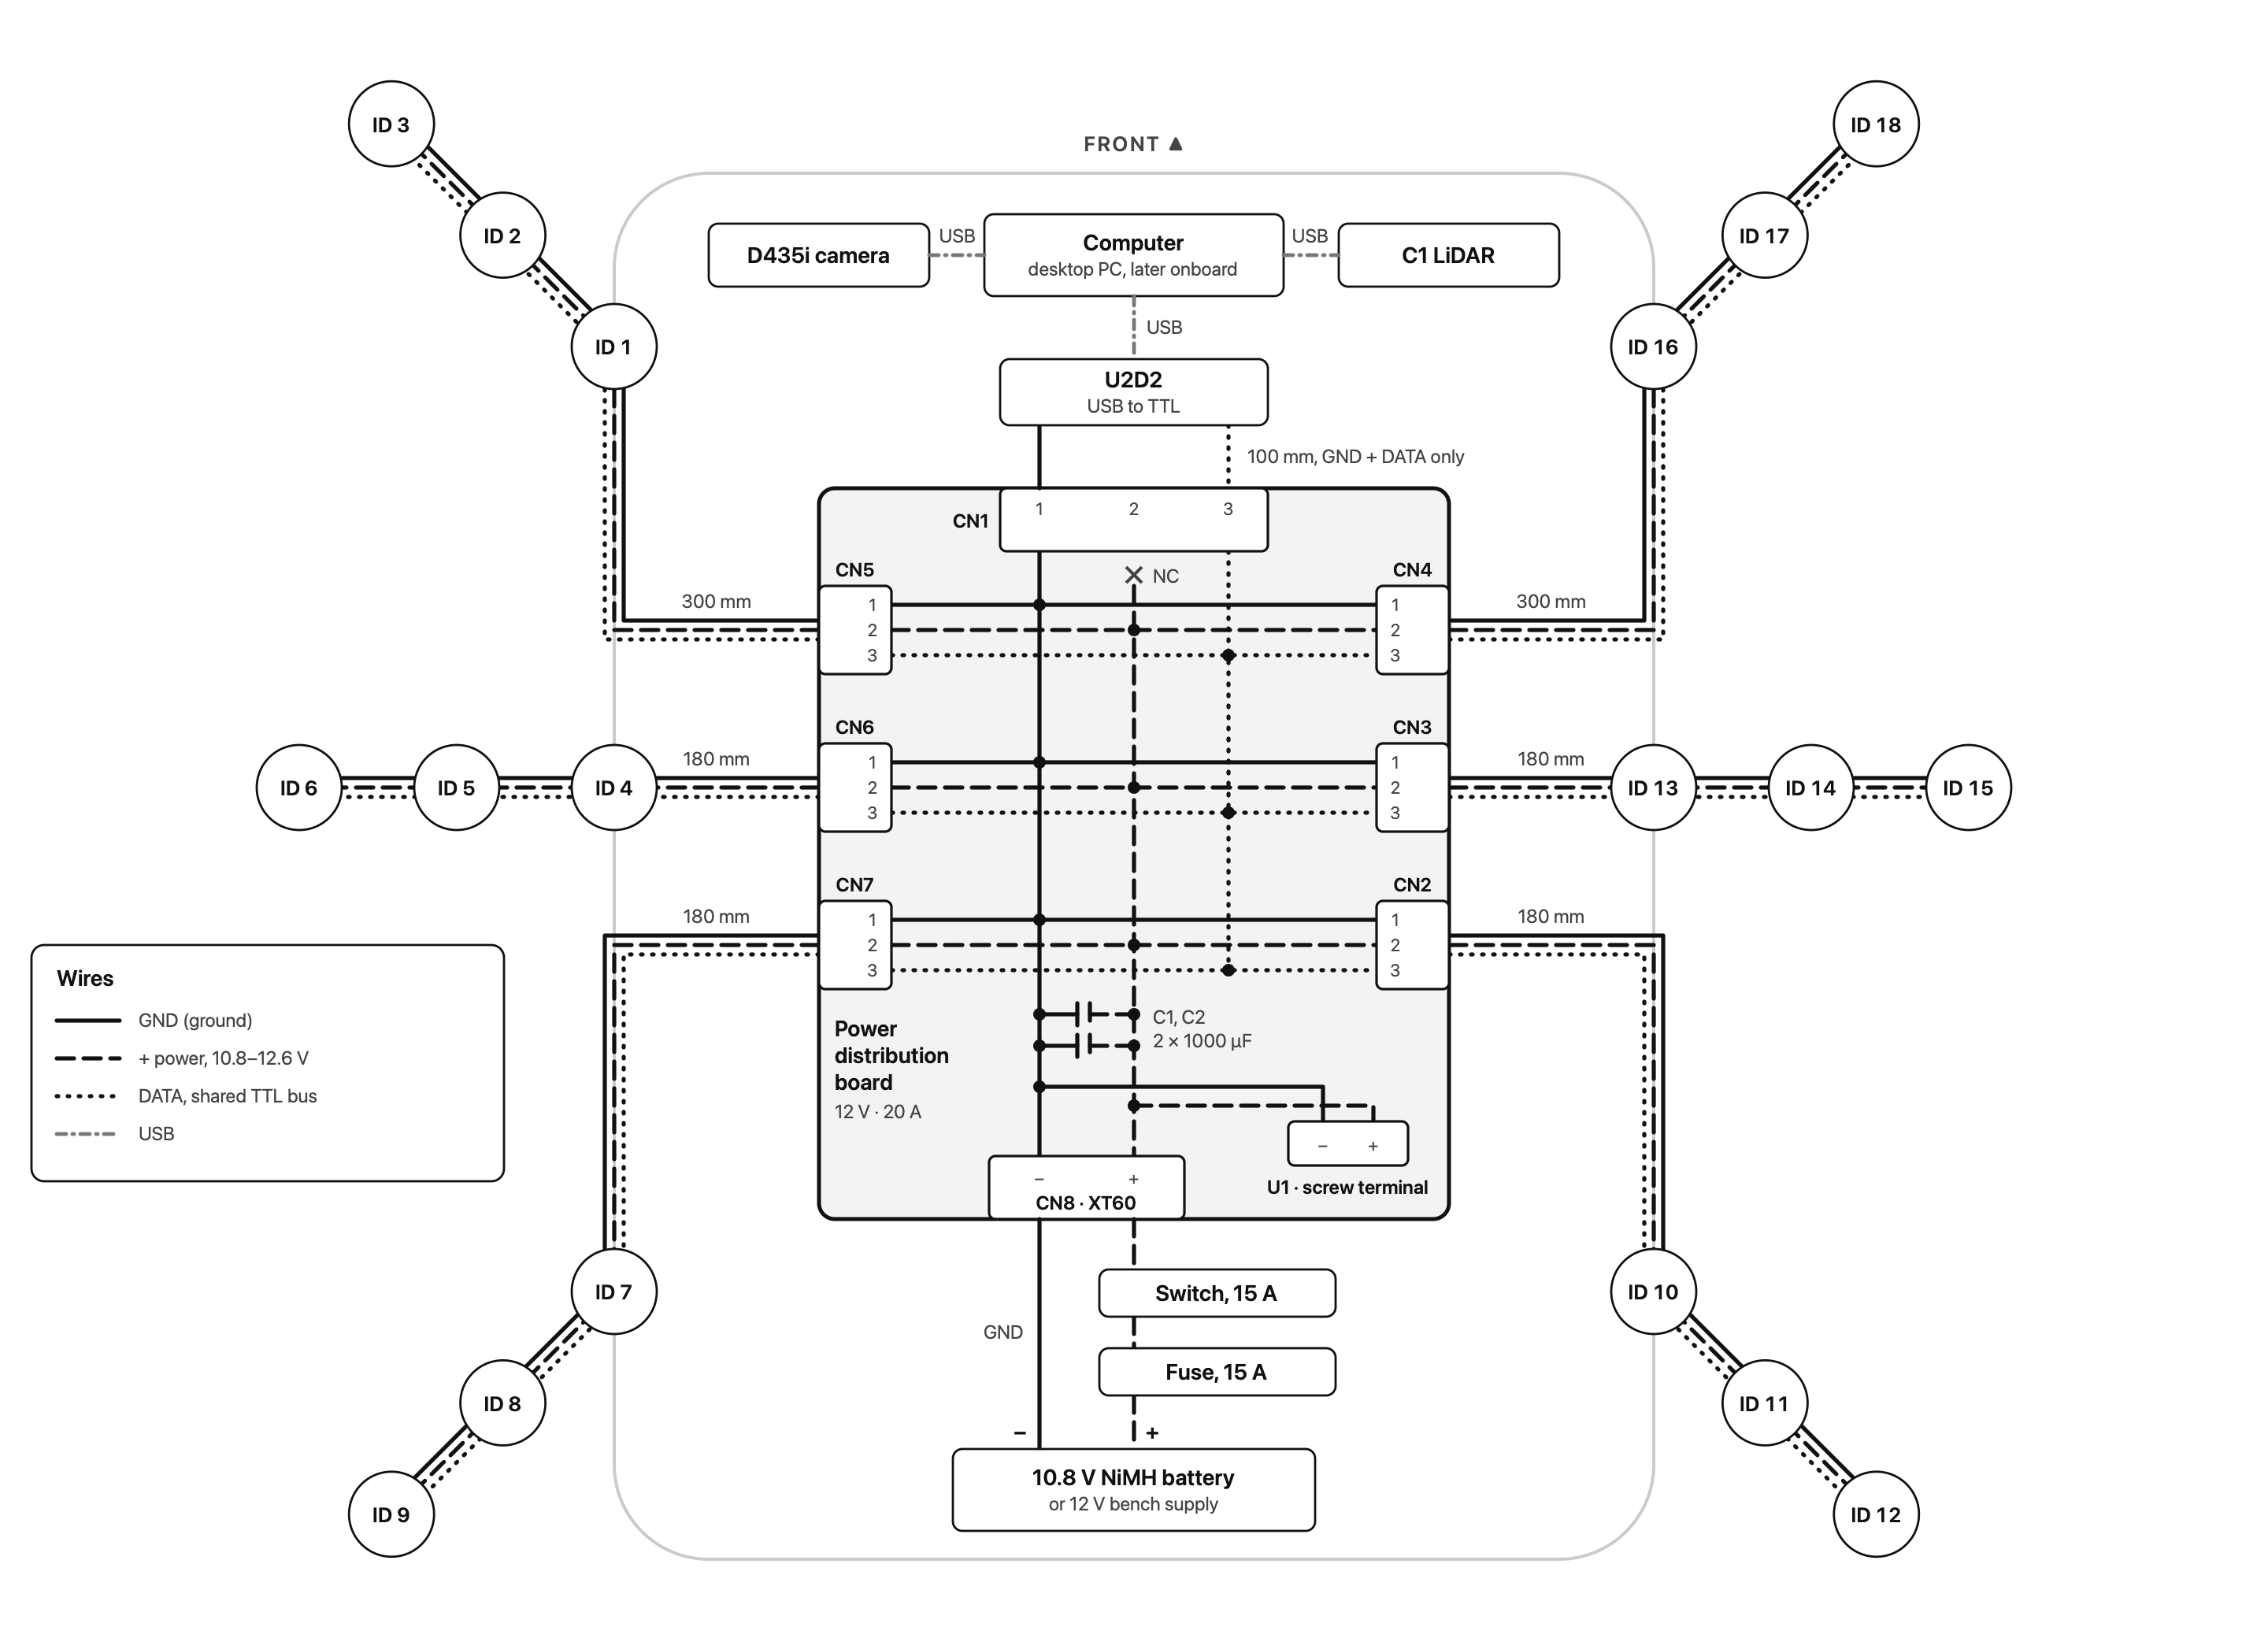 ID 3
ID 18
FRONT ▲
ID 2
ID 17
D435i camera
USB
Computer
desktop PC, later onboard
USB
C1 LiDAR
USB
ID 1
ID 16
U2D2
USB to TTL
100 mm, GND + DATA only
CN1
1 2 3
CN5
NC
CN4
300 mm
1
2
3
1
2
3
300 mm
CN6
CN3
ID 6
ID 5
ID 4
180 mm
1
2
3
1
2
3
180 mm
ID 13
ID 14
ID 15
CN7
CN2
180 mm
1
2
3
1
2
3
180 mm
Wires
GND (ground)
+ power, 10.8–12.6 V
DATA, shared TTL bus
USB
Power
distribution
board
12 V · 20 A
C1, C2
2 × 1000 µF
− +
U1 · screw terminal
− +
CN8 · XT60
ID 7
ID 10
Switch, 15 A
GND
Fuse, 15 A
ID 8
ID 11
− +
10.8 V NiMH battery
or 12 V bench supply
ID 9
ID 12